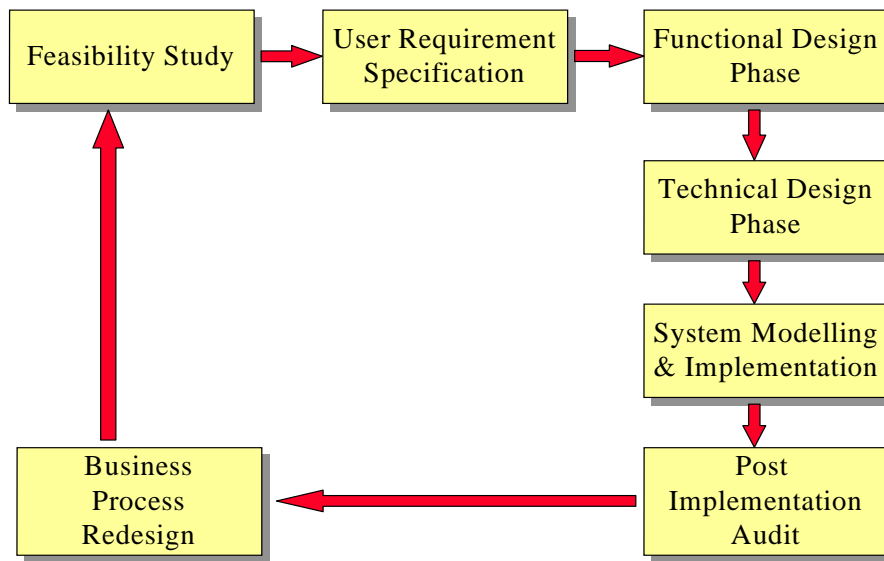 Feasibility Study
User Requirement
Specification
Functional Design
Phase
Technical Design
Phase
System Modelling
& Implementation
Post
Implementation
Audit
Business
Process
Redesign